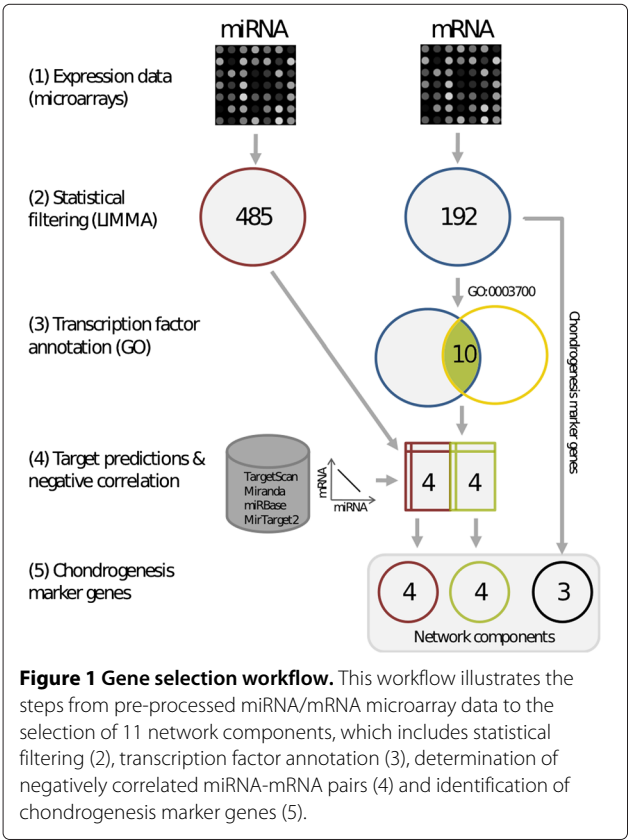 miRNA
mRNA
(1) Expression data
(microarrays)
(2) Statistical
filtering (LIMMA)
485
192
GO:0003700
(3) Transcription factor
annotation (GO)
10
Chondrogenesis marker genes
(4) Target predictions &
negative correlation
TargetScan
Miranda
miRBase
MirTarget2
mRNA
miRNA
4
4
(5) Chondrogenesis
marker genes
4
4
3
Network components
Figure 1 Gene selection workflow. This workflow illustrates the
steps from pre-processed miRNA/mRNA microarray data to the
selection of 11 network components, which includes statistical
filtering (2), transcription factor annotation (3), determination of
negatively correlated miRNA-mRNA pairs (4) and identification of
chondrogenesis marker genes (5).